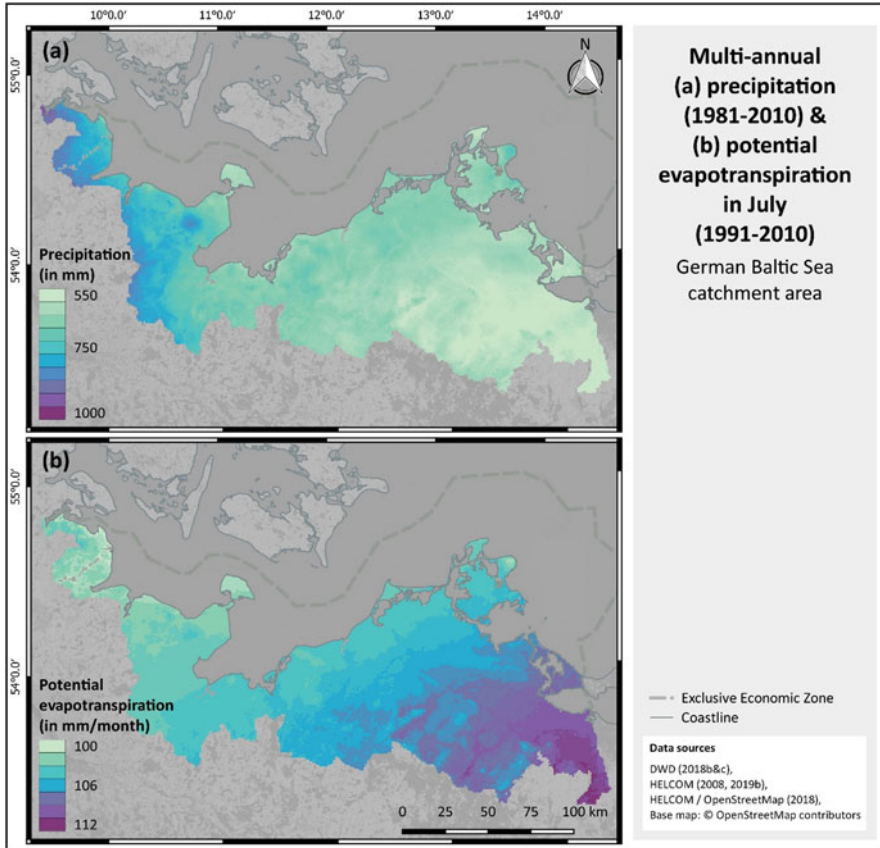 10°0.0' 11°0.0' 12°0.0' 13°0.0' 14°0.0'
(a)
N
55°0.0'
54°0.0'
Precipitation
(in mm)
550
750
1000
(b)
55°0.0'
54°0.0'
Potential
evapotranspiration
(in mm/month)
100
106
112
0 25 50 75 100 km
Multi-annual
(a) precipitation
(1981-2010) &
(b) potential
evapotranspiration
in July
(1991-2010)
German Baltic Sea
catchment area
Exclusive Economic Zone
Coastline
Data sources
DWD (2018b&c),
HELCOM (2008, 2019b),
HELCOM / OpenStreetMap (2018),
Base map: © OpenStreetMap contributors